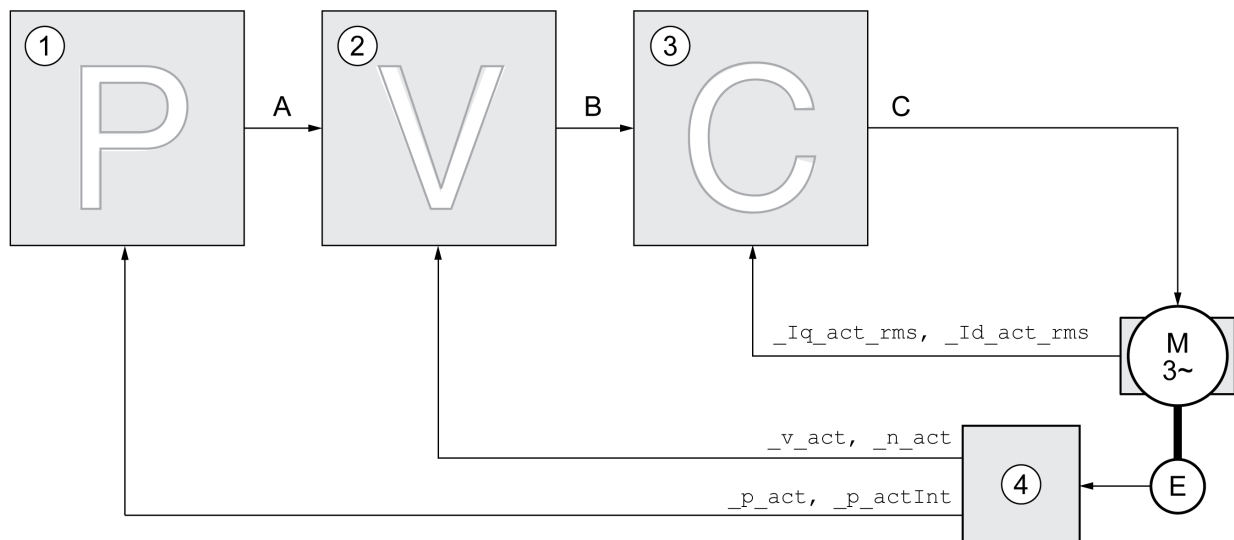 1
P
A
2
V
B
3
C
C
_Iq_act_rms, _Id_act_rms
M
3~
_v_act, _n_act
_p_act, _p_actInt
4
E